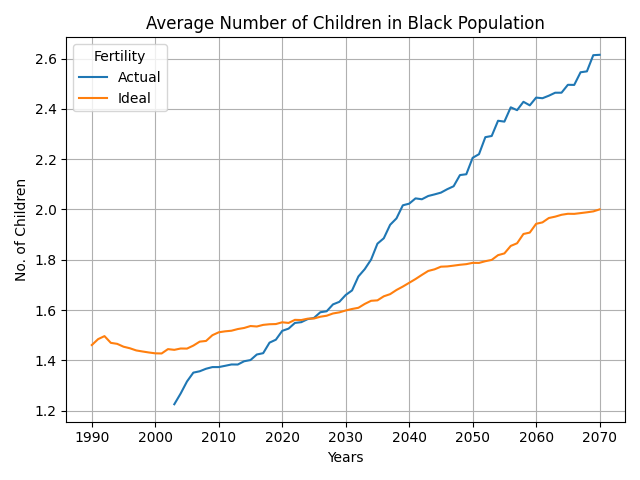 Average Number of Children in Black Population
Fertility
Actual
Ideal
No. of Children
2.6
2.4
2.2
2.0
1.8
1.6
1.4
1.2
1990 2000 2010 2020 2030 2040 2050 2060 2070
Years